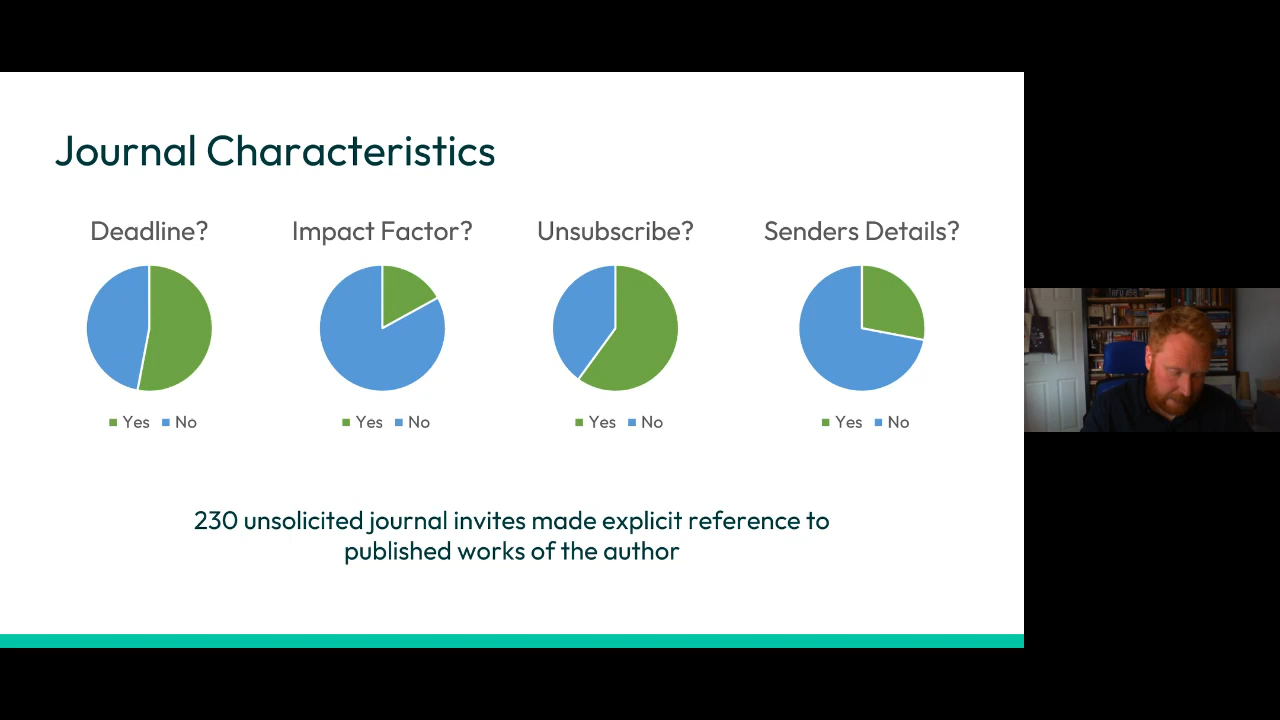 Journal Characteristics
Deadline?
Impact Factor?
Unsubscribe?
Senders Details?
Yes No
Yes No
Yes No
Yes No
230 unsolicited journal invites made explicit reference to
published works of the author